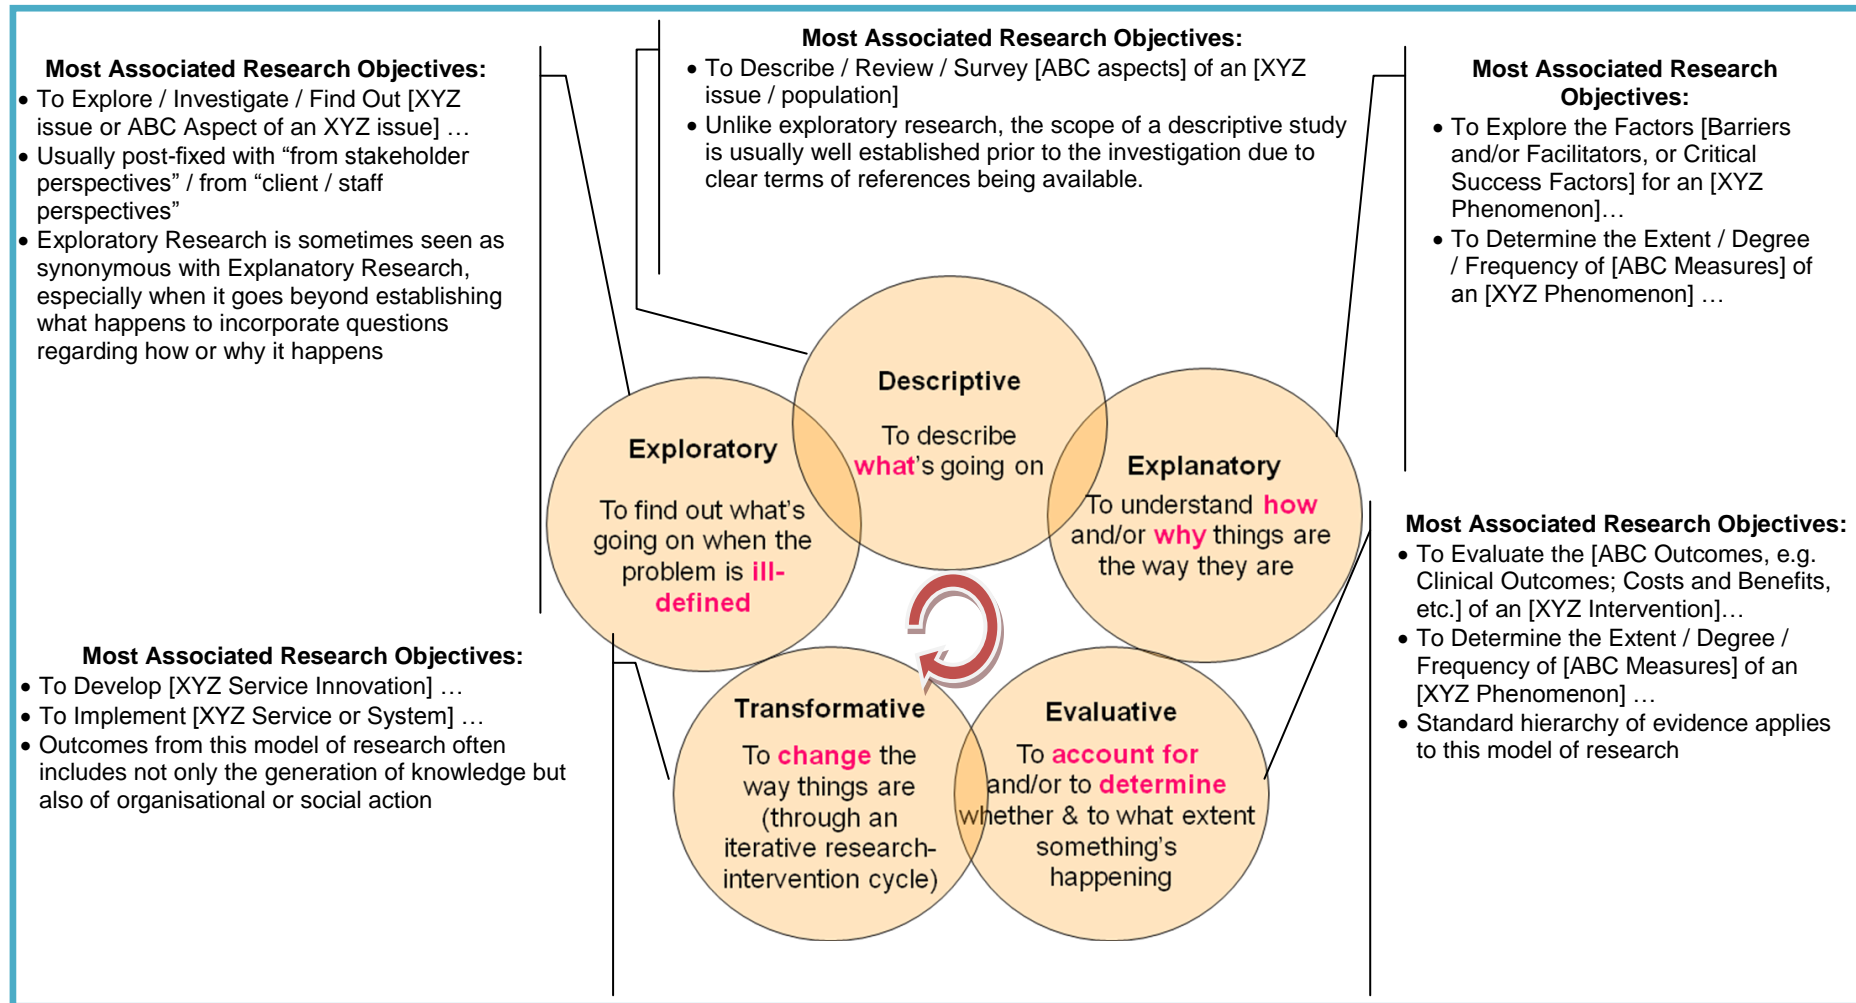 Most Associated Research Objectives:
• To Explore / Investigate / Find Out [XYZ
issue or ABC Aspect of an XYZ issue] …
• Usually post-fixed with “from stakeholder
perspectives” / from “client / staff
perspectives”
• Exploratory Research is sometimes seen as
synonymous with Explanatory Research,
especially when it goes beyond establishing
what happens to incorporate questions
regarding how or why it happens
Most Associated Research Objectives:
• To Describe / Review / Survey [ABC aspects] of an [XYZ
issue / population]
• Unlike exploratory research, the scope of a descriptive study
is usually well established prior to the investigation due to
clear terms of references being available.
Most Associated Research
Objectives:
• To Explore the Factors [Barriers
and/or Facilitators, or Critical
Success Factors] for an [XYZ
Phenomenon]…
• To Determine the Extent / Degree
/ Frequency of [ABC Measures] of
an [XYZ Phenomenon] …
Exploratory
To find out what’s
going on when the
problem is ill-
defined
Descriptive
To describe
what’s going on
Explanatory
To understand how
and/or why things are
the way they are
Most Associated Research Objectives:
• To Evaluate the [ABC Outcomes, e.g.
Clinical Outcomes; Costs and Benefits,
etc.] of an [XYZ Intervention]…
• To Determine the Extent / Degree /
Frequency of [ABC Measures] of an
[XYZ Phenomenon] …
• Standard hierarchy of evidence applies
to this model of research
Most Associated Research Objectives:
• To Develop [XYZ Service Innovation] …
• To Implement [XYZ Service or System] …
• Outcomes from this model of research often
includes not only the generation of knowledge but
also of organisational or social action
Transformative
To change the
way things are
(through an
iterative research-
intervention cycle)
Evaluative
To account for
and/or to determine
whether & to what extent
something’s
happening